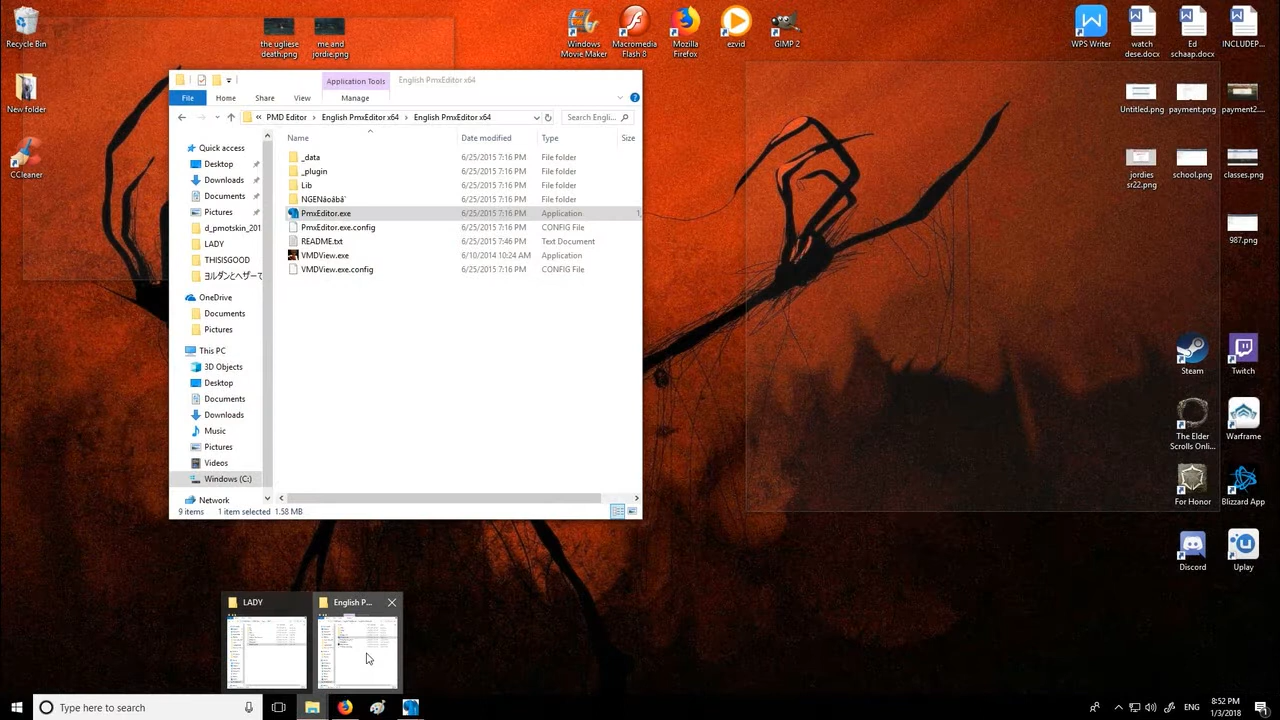 Recycle Bin
the ugliese
death.png
me and
jordie.png
Windows
Movie Maker
Macromedia
Flash 8
Mozilla
Firefox
ezvid
GIMP 2
WPS Writer
watch
dese.docx
Ed
schaap.docx
INCLUDEP...
New folder
CCleaner
Untitled.png
payment.png
payment2....
jordies
sr22.png
school.png
classes.png
987.png
Steam
Twitch
The Elder
Scrolls Onli...
Warframe
For Honor
Blizzard App
Discord
Uplay
Application Tools
English PmxEditor x64
File
Home
Share
View
Manage
« PMD Editor > English PmxEditor x64 > English PmxEditor x64
Search Engli...
Name
Date modified
Type
Size
_data 6/25/2015 7:16 PM File folder
_plugin 6/25/2015 7:16 PM File folder
Lib 6/25/2015 7:16 PM File folder
6/25/2015 7:16 PM File folder
PmxEditor.exe 6/25/2015 7:16 PM Application 1,
PmxEditor.exe.config 6/25/2015 7:16 PM CONFIG File
README.txt 6/25/2015 7:46 PM Text Document
VMDView.exe 6/10/2014 10:24 AM Application
VMDView.exe.config 6/25/2015 7:16 PM CONFIG File
Quick access
Desktop
Downloads
Documents
Pictures
d_pmotskin_201
LADY
THISISGOOD
ヨルダンとヘザーて
OneDrive
Documents
Pictures
This PC
3D Objects
Desktop
Documents
Downloads
Music
Pictures
Videos
Windows (C:)
Network
9 items
1 item selected 1.58 MB
LADY
English P...
Type here to search
ENG
8:52 PM
1/3/2018